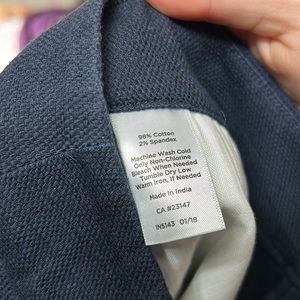 98% Cotton
2% Spandex
Machine Wash Cold
Only Non-Chlorine
Bleach When Needed
Tumble Dry Low
Warm Iron, If Needed
Made In India
CA #23147
INS143 01/18